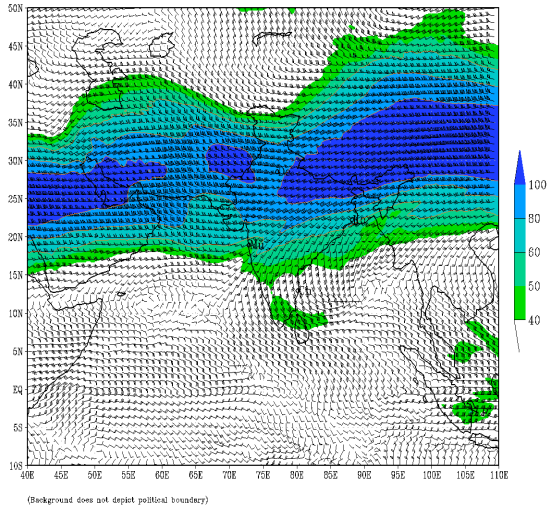 50N
45N
40N
35N
30N
25N
20N
15N
10N
5N
EQ
5S
10S
40E 45E 50E 55E 60E 65E 70E 75E 80E 85E 90E 95E 100E 105E 110E
100
80
60
50
40
(Background does not depict political boundary)